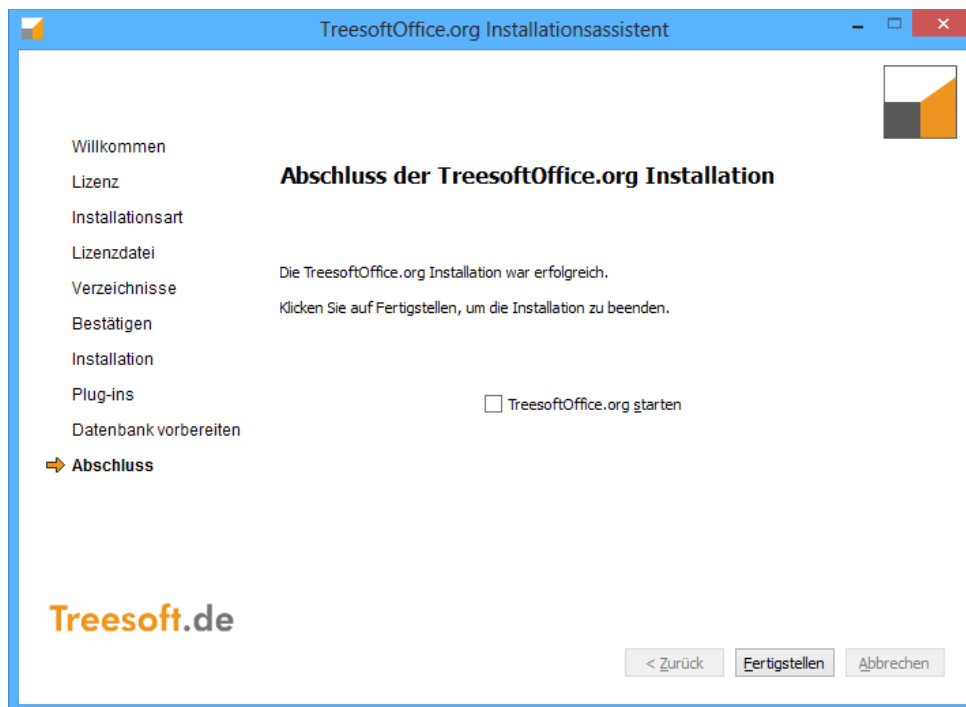 TreesoftOffice.org Installationsassistent
Willkommen
Lizenz
Installationsart
Lizenzdatei
Verzeichnisse
Bestätigen
Installation
Plug-ins
Datenbank vorbereiten
Abschluss
Abschluss der TreesoftOffice.org Installation
Die TreesoftOffice.org Installation war erfolgreich.
Klicken Sie auf Fertigstellen, um die Installation zu beenden.
TreesoftOffice.org starten
Treesoft.de
< Zurück
Fertigstellen
Abbrechen